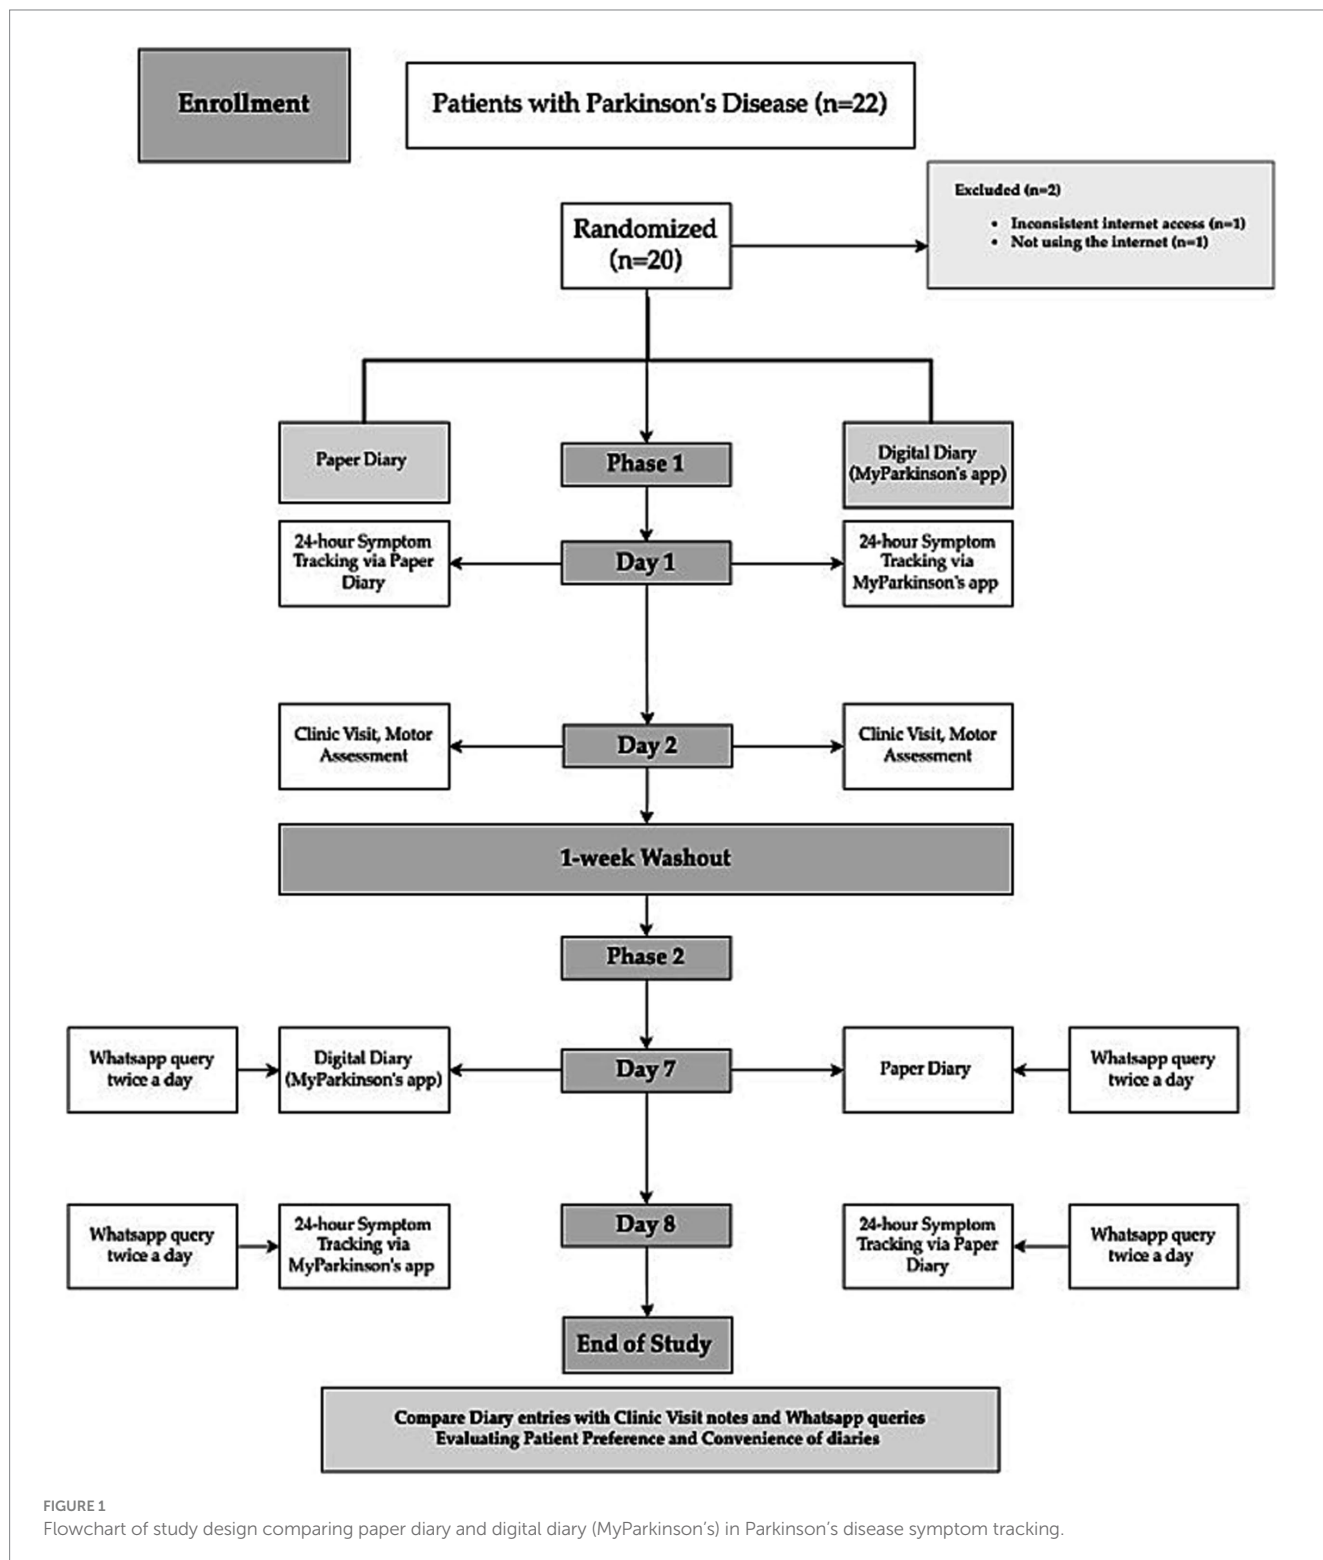 Enrollment
Patients with Parkinson's Disease (n=22)
Excluded (n=2)
• Inconsistent internet access (n=1)
• Not using the internet (n=1)
Randomized
(n=20)
Paper Diary
Phase 1
Digital Diary
(MyParkinson's app)
24-hour Symptom
Tracking via Paper
Diary
Day 1
24-hour Symptom
Tracking via
MyParkinson's app
Clinic Visit, Motor
Assessment
Day 2
Clinic Visit, Motor
Assessment
1-week Washout
Phase 2
Whatsapp query
twice a day
Digital Diary
(MyParkinson's app)
Day 7
Paper Diary
Whatsapp query
twice a day
Whatsapp query
twice a day
24-hour Symptom
Tracking via
MyParkinson's app
Day 8
24-hour Symptom
Tracking via Paper
Diary
Whatsapp query
twice a day
End of Study
Compare Diary entries with Clinic Visit notes and Whatsapp queries
Evaluating Patient Preference and Convenience of diaries
FIGURE 1
Flowchart of study design comparing paper diary and digital diary (MyParkinson's) in Parkinson's disease symptom tracking.